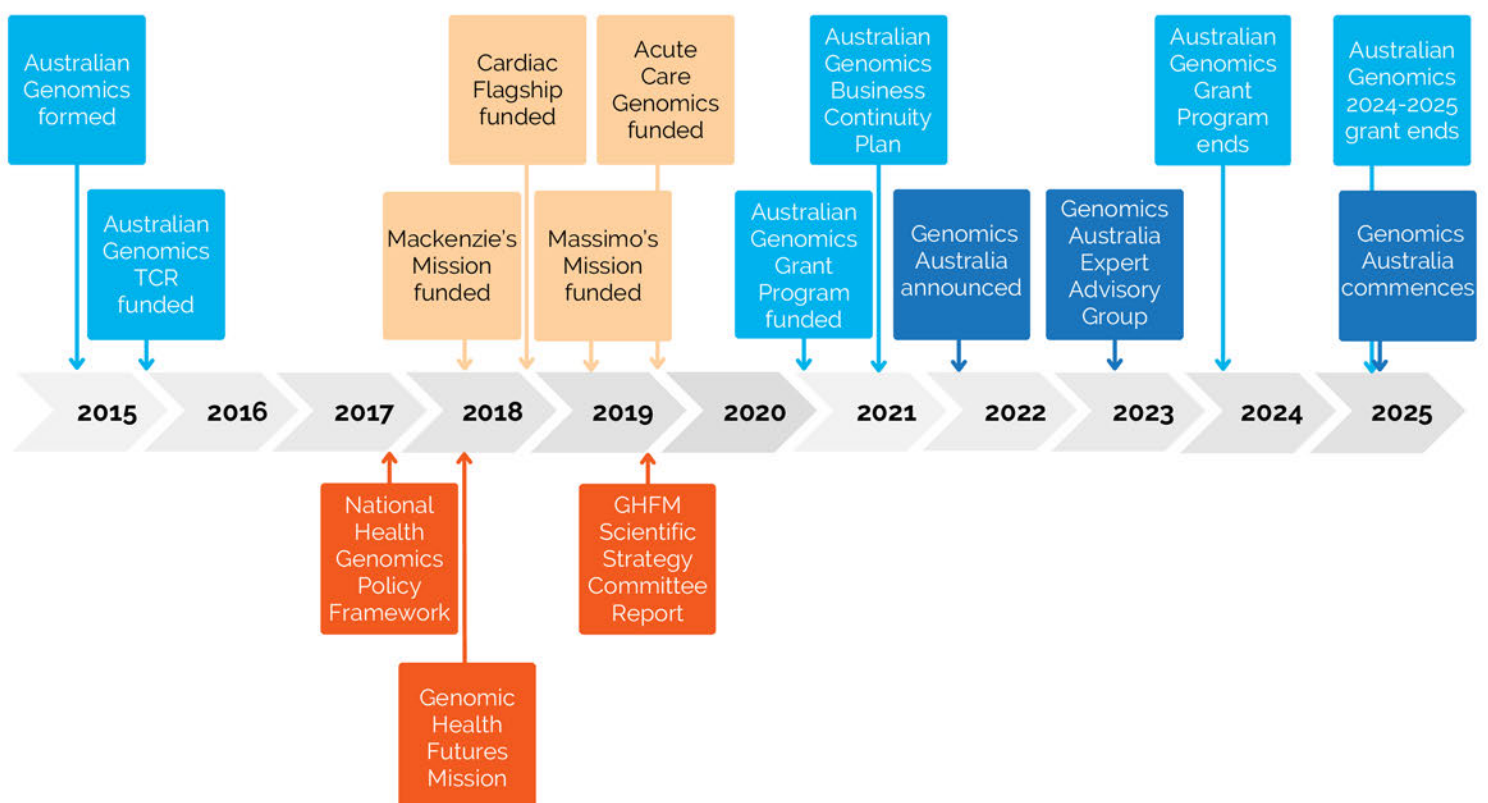 Australian
Genomics
formed
Australian
Genomics
TCR
funded
Mackenzie's
Mission
funded
Cardiac
Flagship
funded
Massimo's
Mission
funded
Acute
Care
Genomics
funded
Australian
Genomics
Grant
Program
funded
Australian
Genomics
Business
Continuity
Plan
Genomics
Australia
announced
Genomics
Australia
Expert
Advisory
Group
Australian
Genomics
Grant
Program
ends
Australian
Genomics
2024-2025
grant ends
Genomics
Australia
commences
2015 2016 2017 2018 2019 2020 2021 2022 2023 2024 2025
National
Health
Genomics
Policy
Framework
Genomic
Health
Futures
Mission
GHFM
Scientific
Strategy
Committee
Report